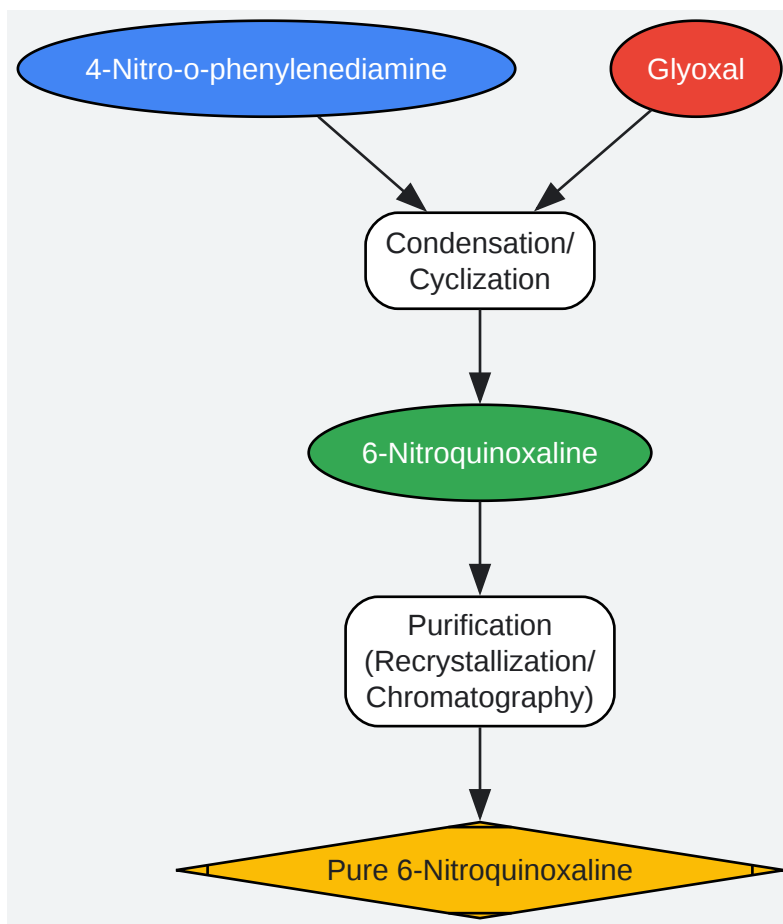 4-Nitro-o-phenylenediamine
Glyoxal
Condensation/
Cyclization
6-Nitroquinoxaline
Purification
(Recrystallization/
Chromatography)
Pure 6-Nitroquinoxaline